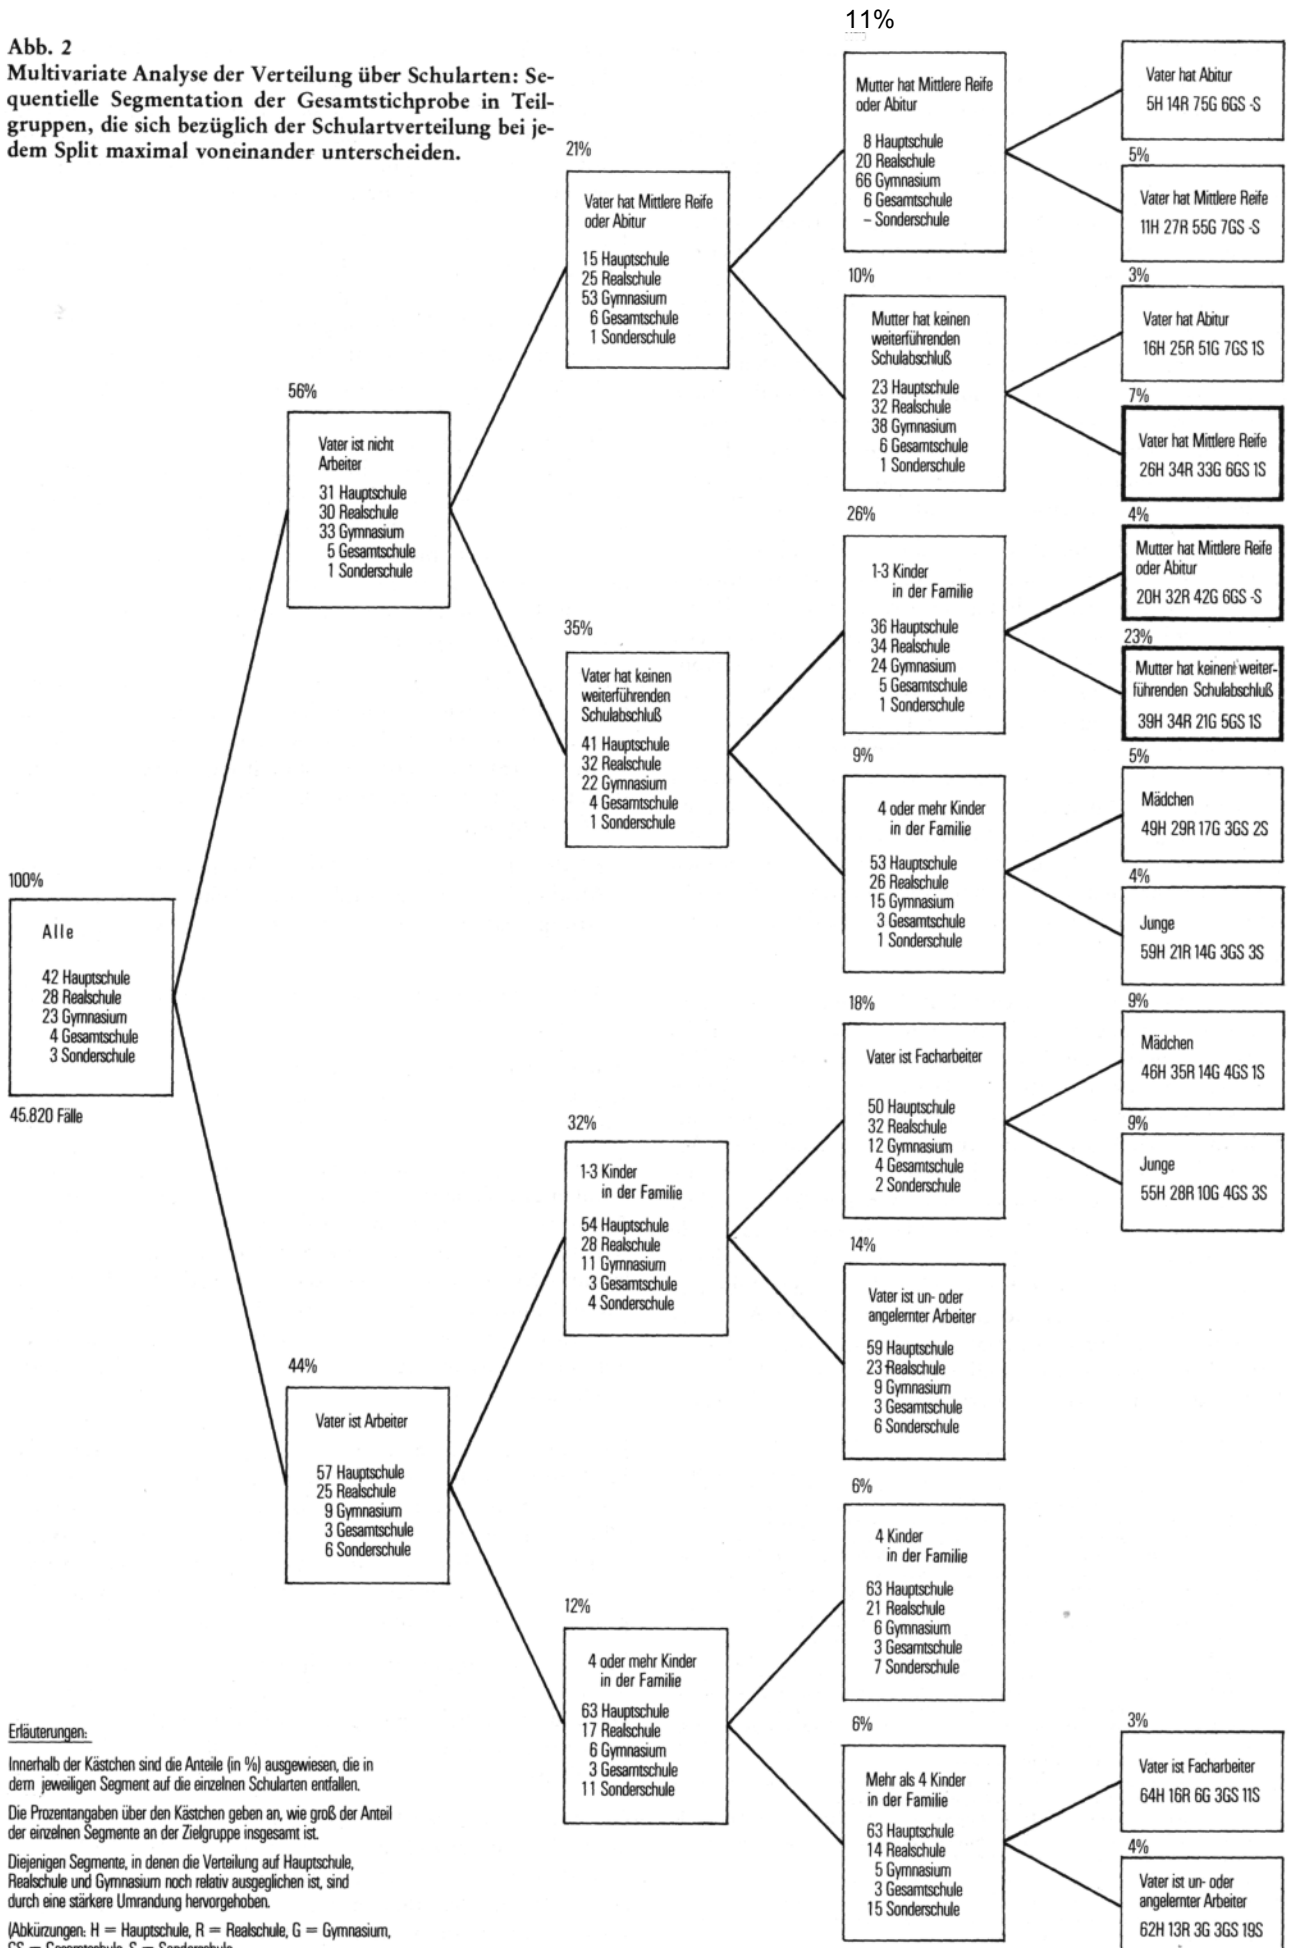 Abb. 2
Multivariate Analyse der Verteilung über Schularten: Se-
quentielle Segmentation der Gesamtstichprobe in Teil-
gruppen, die sich bezüglich der Schulartverteilung bei je-
dem Split maximal voneinander unterscheiden.
100%
Alle
42 Hauptschule
28 Realschule
23 Gymnasium
4 Gesamtschule
3 Sonderschule
45.820 Fälle
56%
Vater ist nicht
Arbeiter
31 Hauptschule
30 Realschule
33 Gymnasium
5 Gesamtschule
1 Sonderschule
44%
Vater ist Arbeiter
57 Hauptschule
25 Realschule
9 Gymnasium
3 Gesamtschule
6 Sonderschule
21%
Vater hat Mittlere Reife
oder Abitur
15 Hauptschule
25 Realschule
53 Gymnasium
6 Gesamtschule
1 Sonderschule
35%
Vater hat keinen
weiterführenden
Schulabschluß
41 Hauptschule
32 Realschule
22 Gymnasium
4 Gesamtschule
1 Sonderschule
32%
1-3 Kinder
in der Familie
54 Hauptschule
28 Realschule
11 Gymnasium
3 Gesamtschule
4 Sonderschule
12%
4 oder mehr Kinder
in der Familie
63 Hauptschule
17 Realschule
6 Gymnasium
3 Gesamtschule
11 Sonderschule
11%
Mutter hat Mittlere Reife
oder Abitur
8 Hauptschule
20 Realschule
66 Gymnasium
6 Gesamtschule
– Sonderschule
10%
Mutter hat keinen
weiterführenden
Schulabschluß
23 Hauptschule
32 Realschule
38 Gymnasium
6 Gesamtschule
1 Sonderschule
26%
1-3 Kinder
in der Familie
36 Hauptschule
34 Realschule
24 Gymnasium
5 Gesamtschule
1 Sonderschule
9%
4 oder mehr Kinder
in der Familie
53 Hauptschule
26 Realschule
15 Gymnasium
3 Gesamtschule
1 Sonderschule
18%
Vater ist Facharbeiter
50 Hauptschule
32 Realschule
12 Gymnasium
4 Gesamtschule
2 Sonderschule
14%
Vater ist un- oder
angelernter Arbeiter
59 Hauptschule
23 Realschule
9 Gymnasium
3 Gesamtschule
6 Sonderschule
6%
4 Kinder
in der Familie
63 Hauptschule
21 Realschule
6 Gymnasium
3 Gesamtschule
7 Sonderschule
6%
Mehr als 4 Kinder
in der Familie
63 Hauptschule
14 Realschule
5 Gymnasium
3 Gesamtschule
15 Sonderschule
Vater hat Abitur
5H 14R 75G 6GS -S
5%
Vater hat Mittlere Reife
11H 27R 55G 7GS -S
3%
Vater hat Abitur
16H 25R 51G 7GS 1S
7%
Vater hat Mittlere Reife
26H 34R 33G 6GS 1S
4%
Mutter hat Mittlere Reife
oder Abitur
20H 32R 42G 6GS -S
23%
Mutter hat keinen weiter-
führenden Schulabschluß
39H 34R 21G 5GS 1S
5%
Mädchen
49H 29R 17G 3GS 2S
4%
Junge
59H 21R 14G 3GS 3S
9%
Mädchen
46H 35R 14G 4GS 1S
9%
Junge
55H 28R 10G 4GS 3S
3%
Vater ist Facharbeiter
64H 16R 6G 3GS 11S
4%
Vater ist un- oder
angelernter Arbeiter
62H 13R 3G 3GS 19S
Erläuterungen:
Innerhalb der Kästchen sind die Anteile (in %) ausgewiesen, die in
dem jeweiligen Segment auf die einzelnen Schularten entfallen.
Die Prozentangaben über den Kästchen geben an, wie groß der Anteil
der einzelnen Segmente an der Zielgruppe insgesamt ist.
Diejenigen Segmente, in denen die Verteilung auf Hauptschule,
Realschule und Gymnasium noch relativ ausgeglichen ist, sind
durch eine stärkere Umrandung hervorgehoben.
(Abkürzungen: H = Hauptschule, R = Realschule, G = Gymnasium,
GS = Gesamtschule, S = Sonderschule